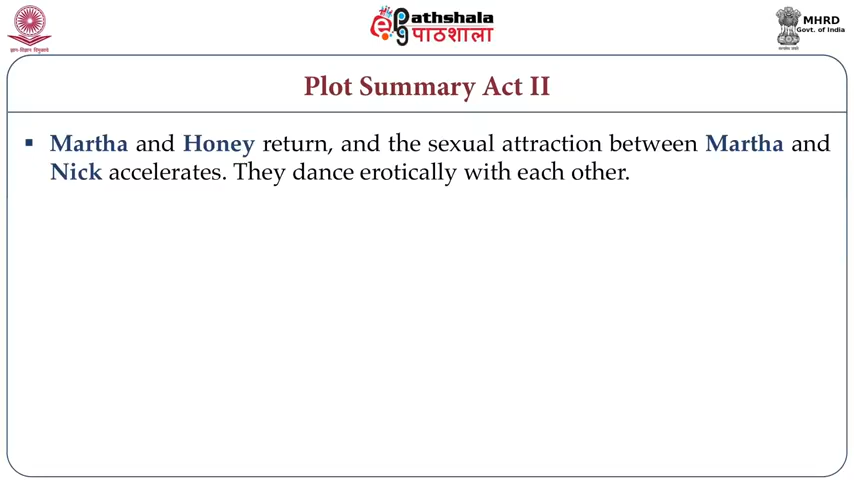 ePathshala
पाठशाला
MHRD
Govt. of India
Plot Summary Act II
▪ Martha and Honey return, and the sexual attraction between Martha and
Nick accelerates. They dance erotically with each other.